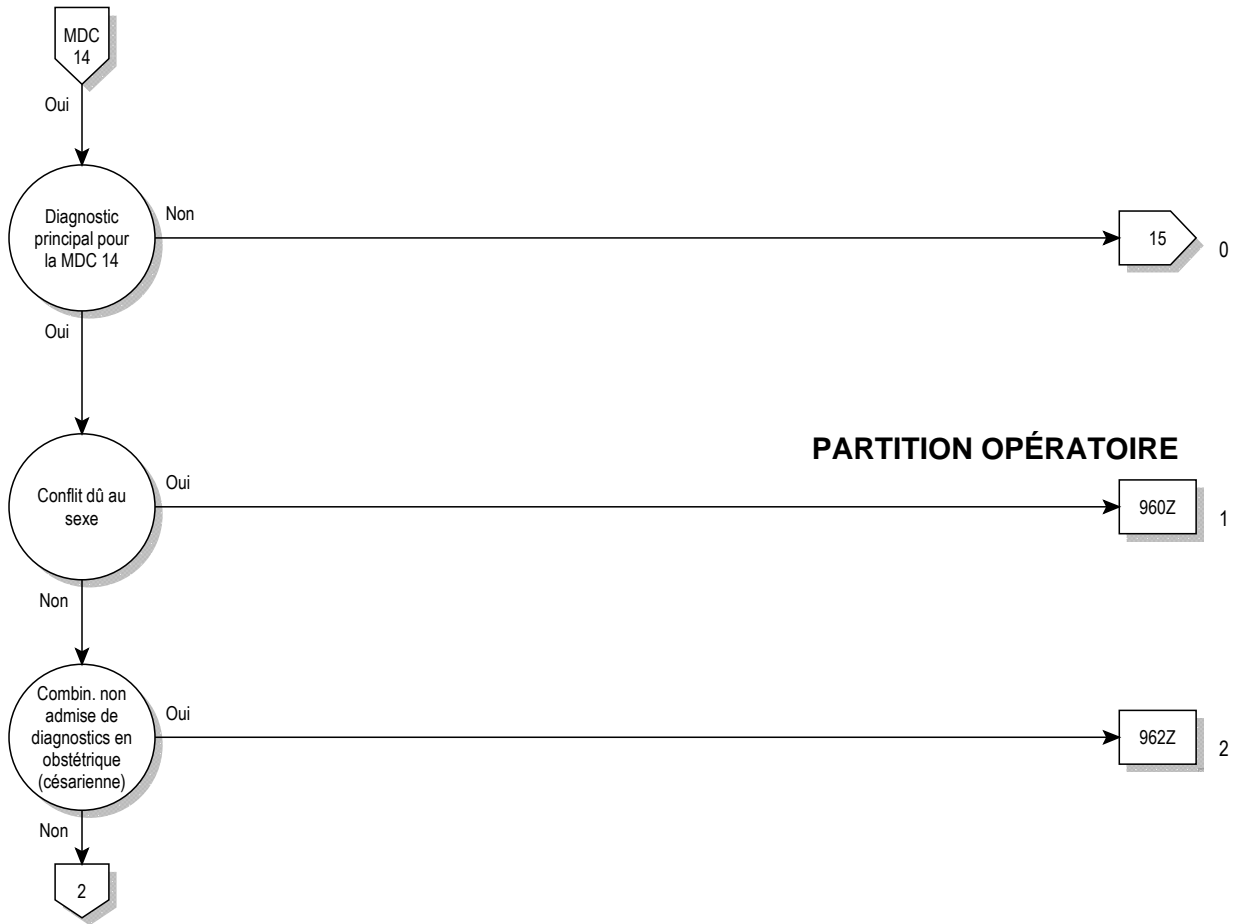 MDC
14
Oui
Diagnostic
principal pour
la MDC 14
Non
15
0
Oui
PARTITION OPÉRATOIRE
Conflit dû au
sexe
Oui
960Z
1
Non
Combin. non
admise de
diagnostics en
obstétrique
(césarienne)
Oui
962Z
2
Non
2